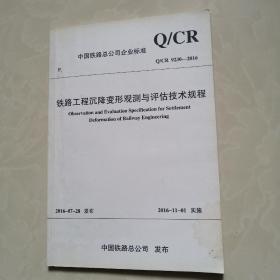 Q/CR
中国铁路总公司企业标准
P.
Q/CR 9230—2016
铁路工程沉降变形观测与评估技术规程
Observation and Evaluation Specification for Settlement
Deformation of Railway Engineering
2016-07-28 发布
2016-11-01 实施
中国铁路总公司 发布